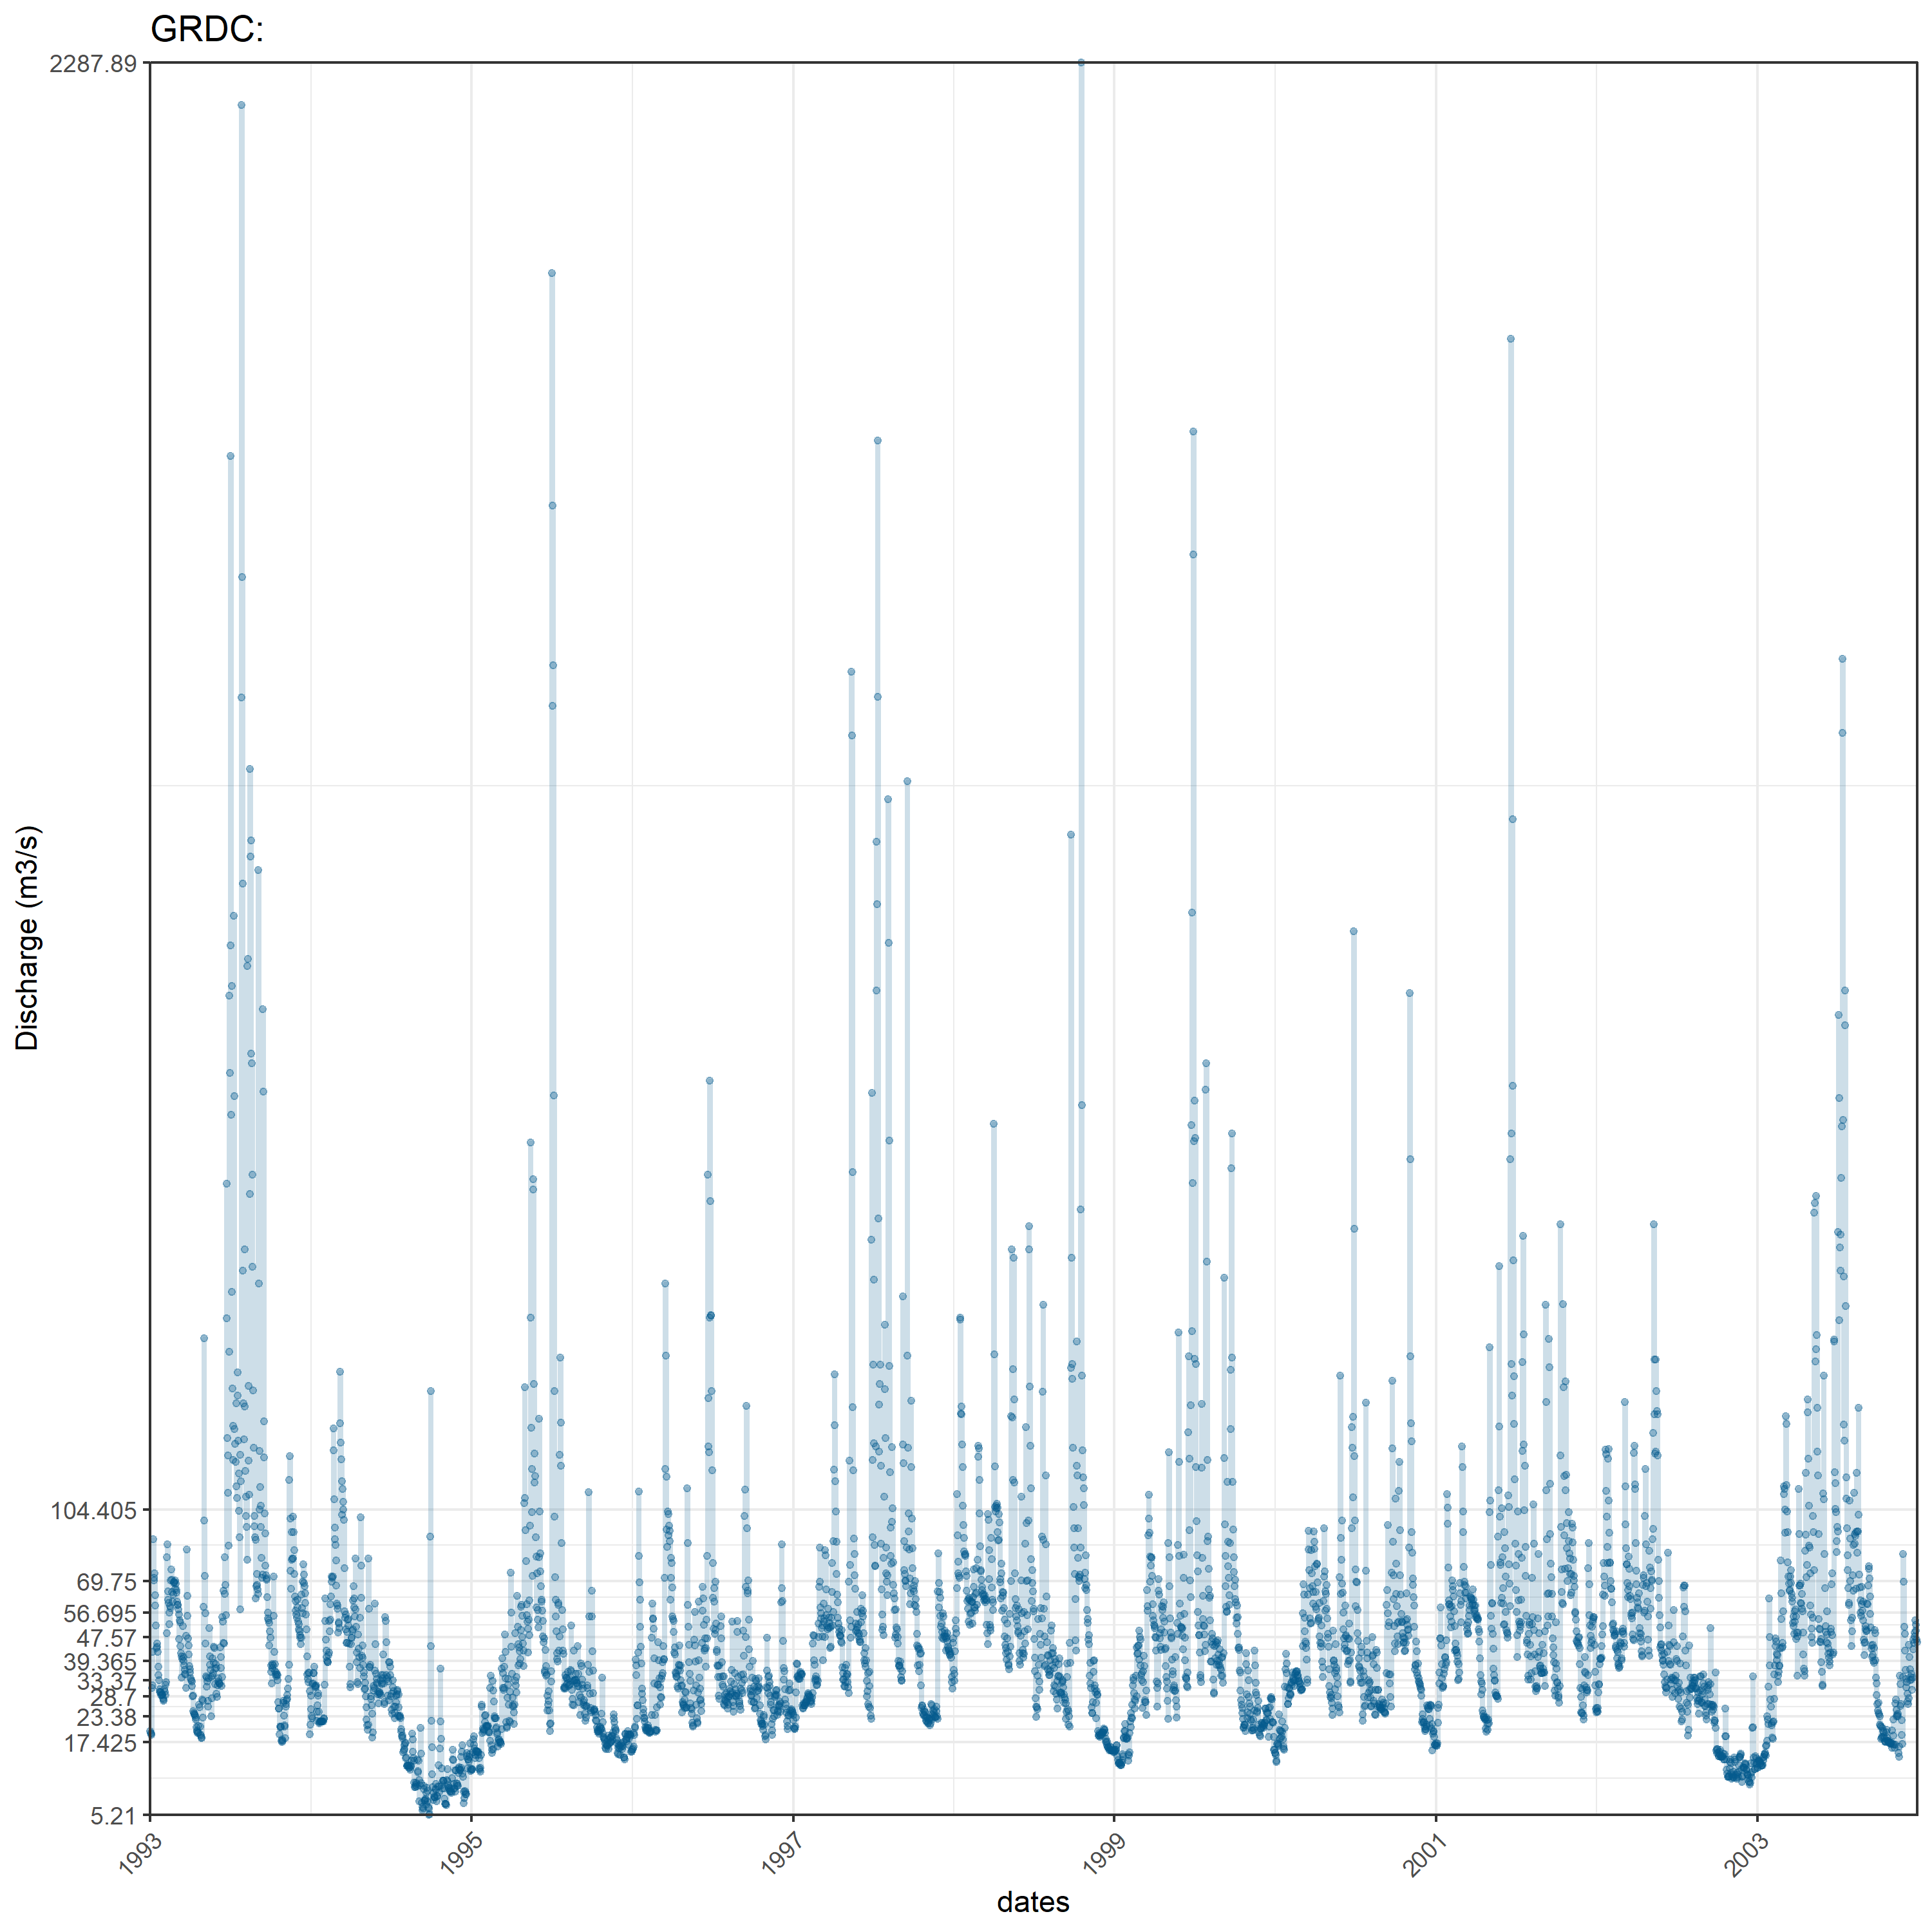 GRDC:
2287.89
104.405
69.75
56.695
47.57
39.365
33.37
28.7
23.38
17.425
5.21
Discharge (m3/s)
1993 1995 1997 1999 2001 2003
dates